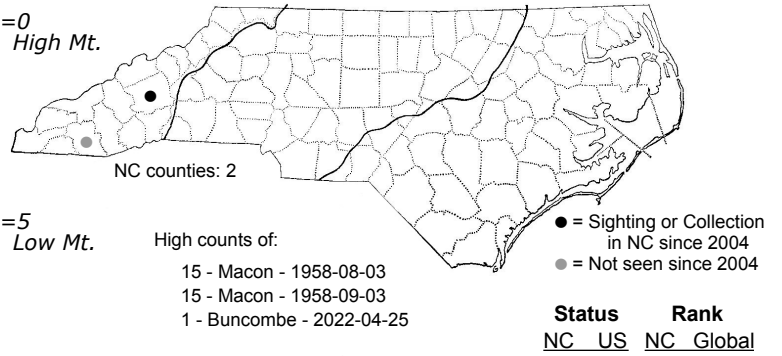 =0
High Mt.
NC counties: 2
=5
Low Mt.
High counts of:
15 - Macon - 1958-08-03
15 - Macon - 1958-09-03
1 - Buncombe - 2022-04-25
● = Sighting or Collection
in NC since 2004
● = Not seen since 2004
Status Rank
NC US NC Global